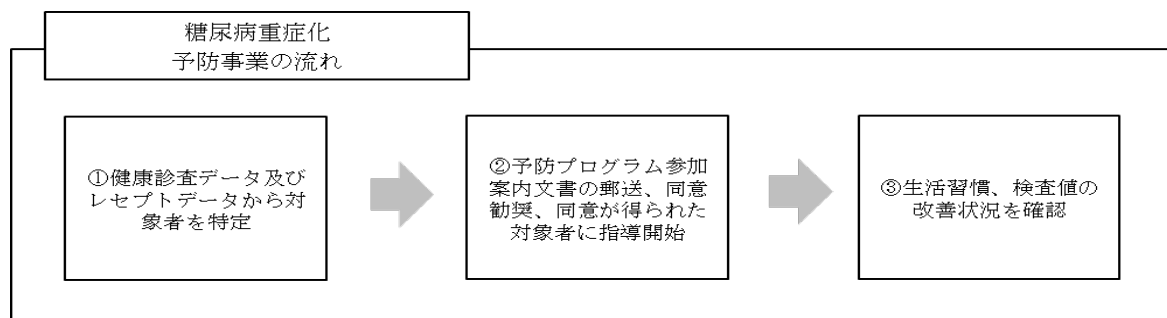 糖尿病重症化
予防事業の流れ
①健康診査データ及び
レセプトデータから対
象者を特定
②予防プログラム参加
案内文書の郵送、同意
勧奨、同意が得られた
対象者に指導開始
③生活習慣、検査値の
改善状況を確認